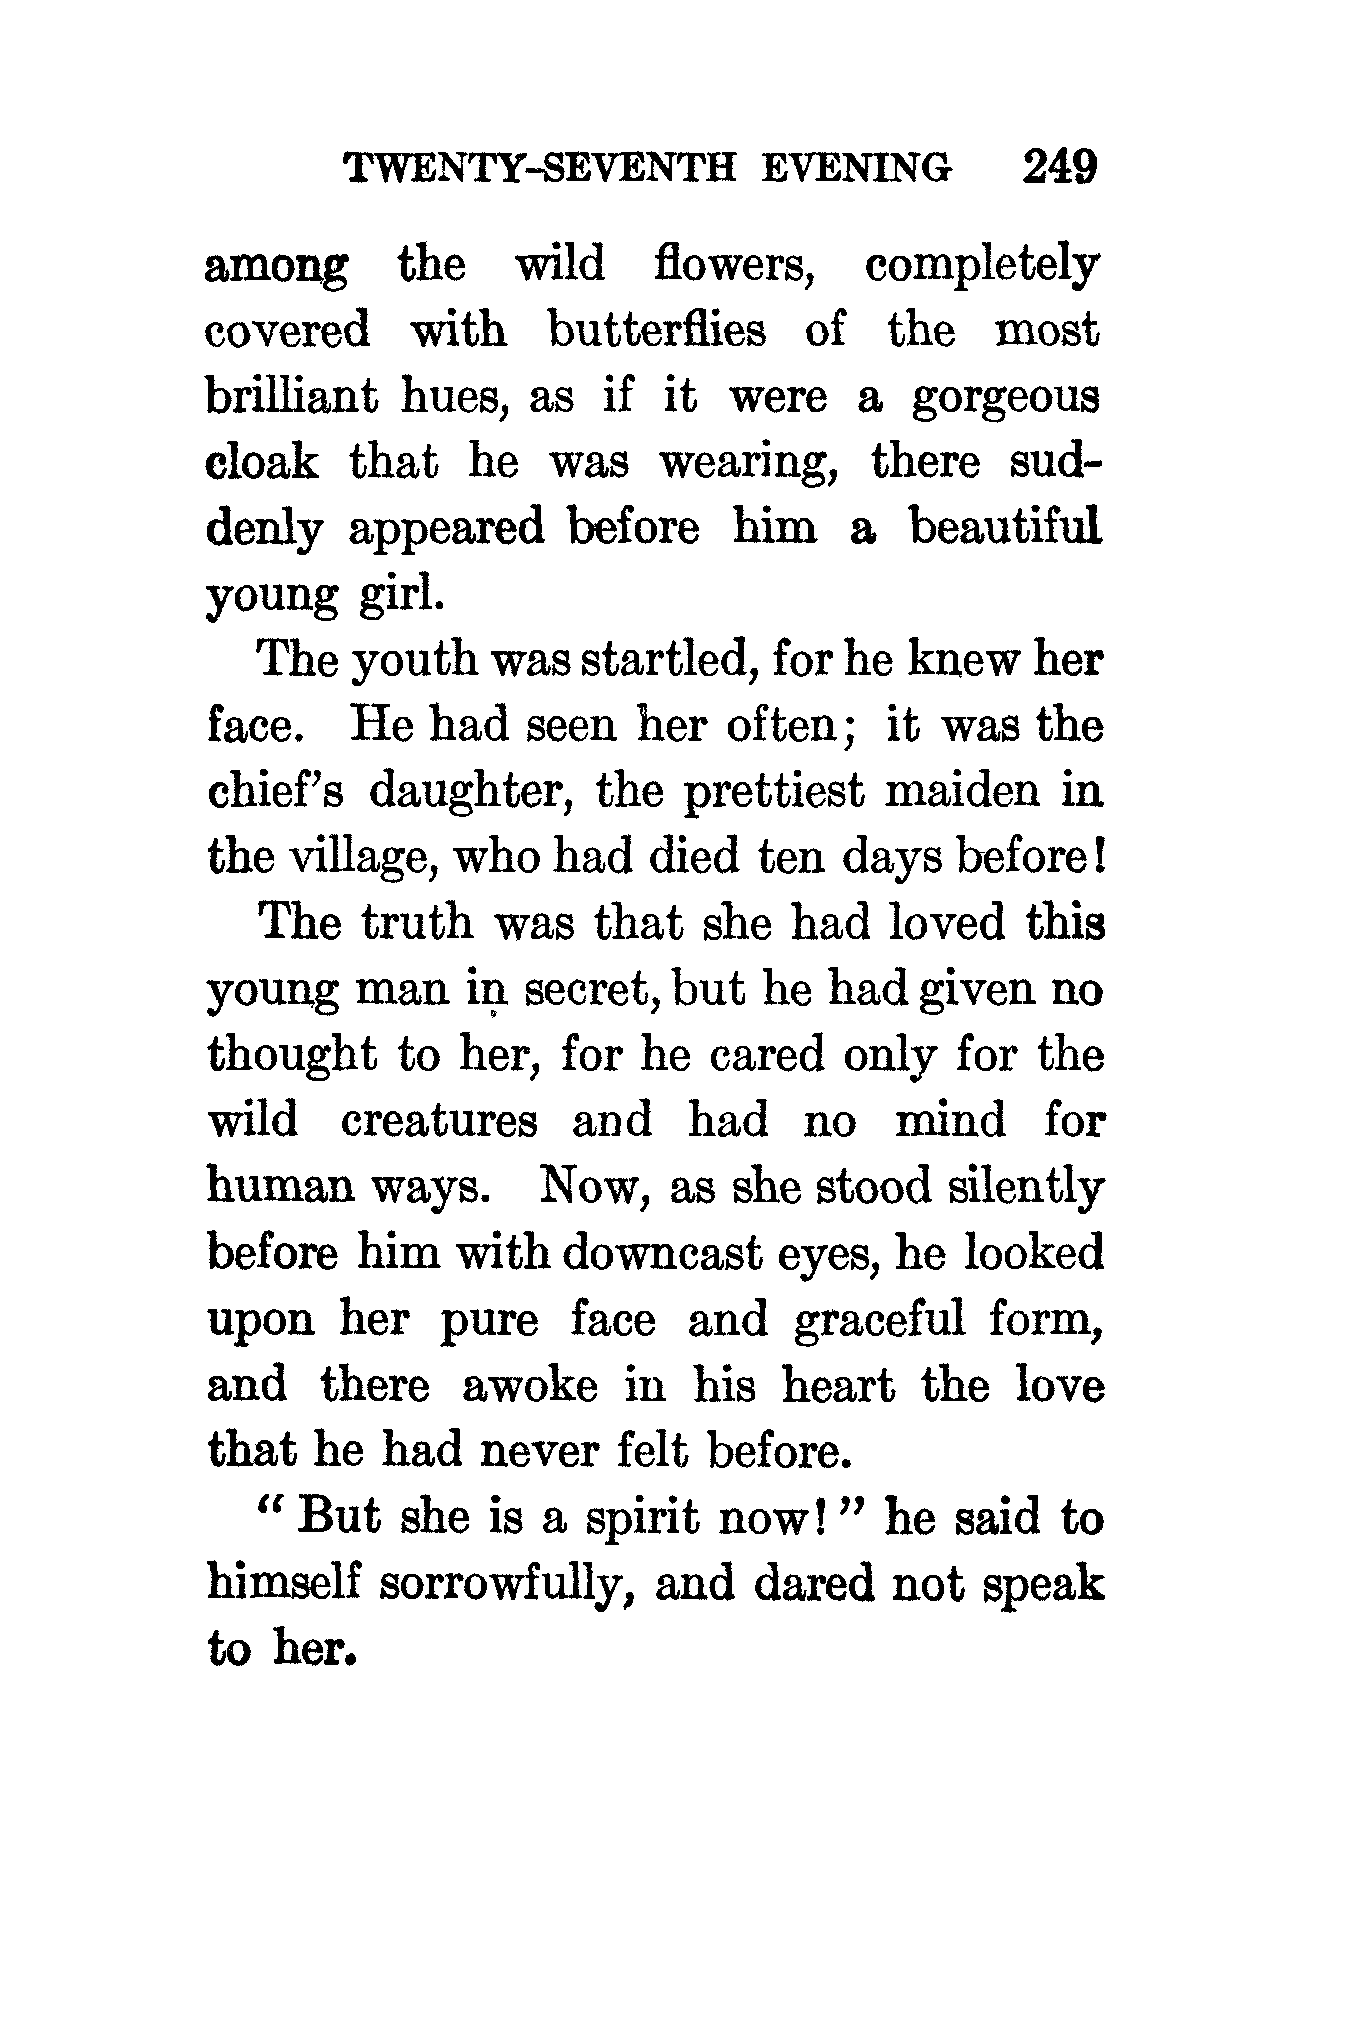 TWENTY-SEVENTH EVENING 249
among the wild flowers, completely
covered with butterflies of the most
brilliant hues, as if it were a gorgeous
cloak that he was wearing, there sud-
denly appeared before him a beautiful
young girl.
The youth was startled, for he knew her
face. He had seen her often; it was the
chief's daughter, the prettiest maiden in
the village, who had died ten days before!
The truth was that she had loved this
young man in secret, but he had given no
thought to her, for he cared only for the
wild creatures and had no mind for
human ways. Now, as she stood silently
before him with downcast eyes, he looked
upon her pure face and graceful form,
and there awoke in his heart the love
that he had never felt before.
“But she is a spirit now!” he said to
himself sorrowfully, and dared not speak
to her.